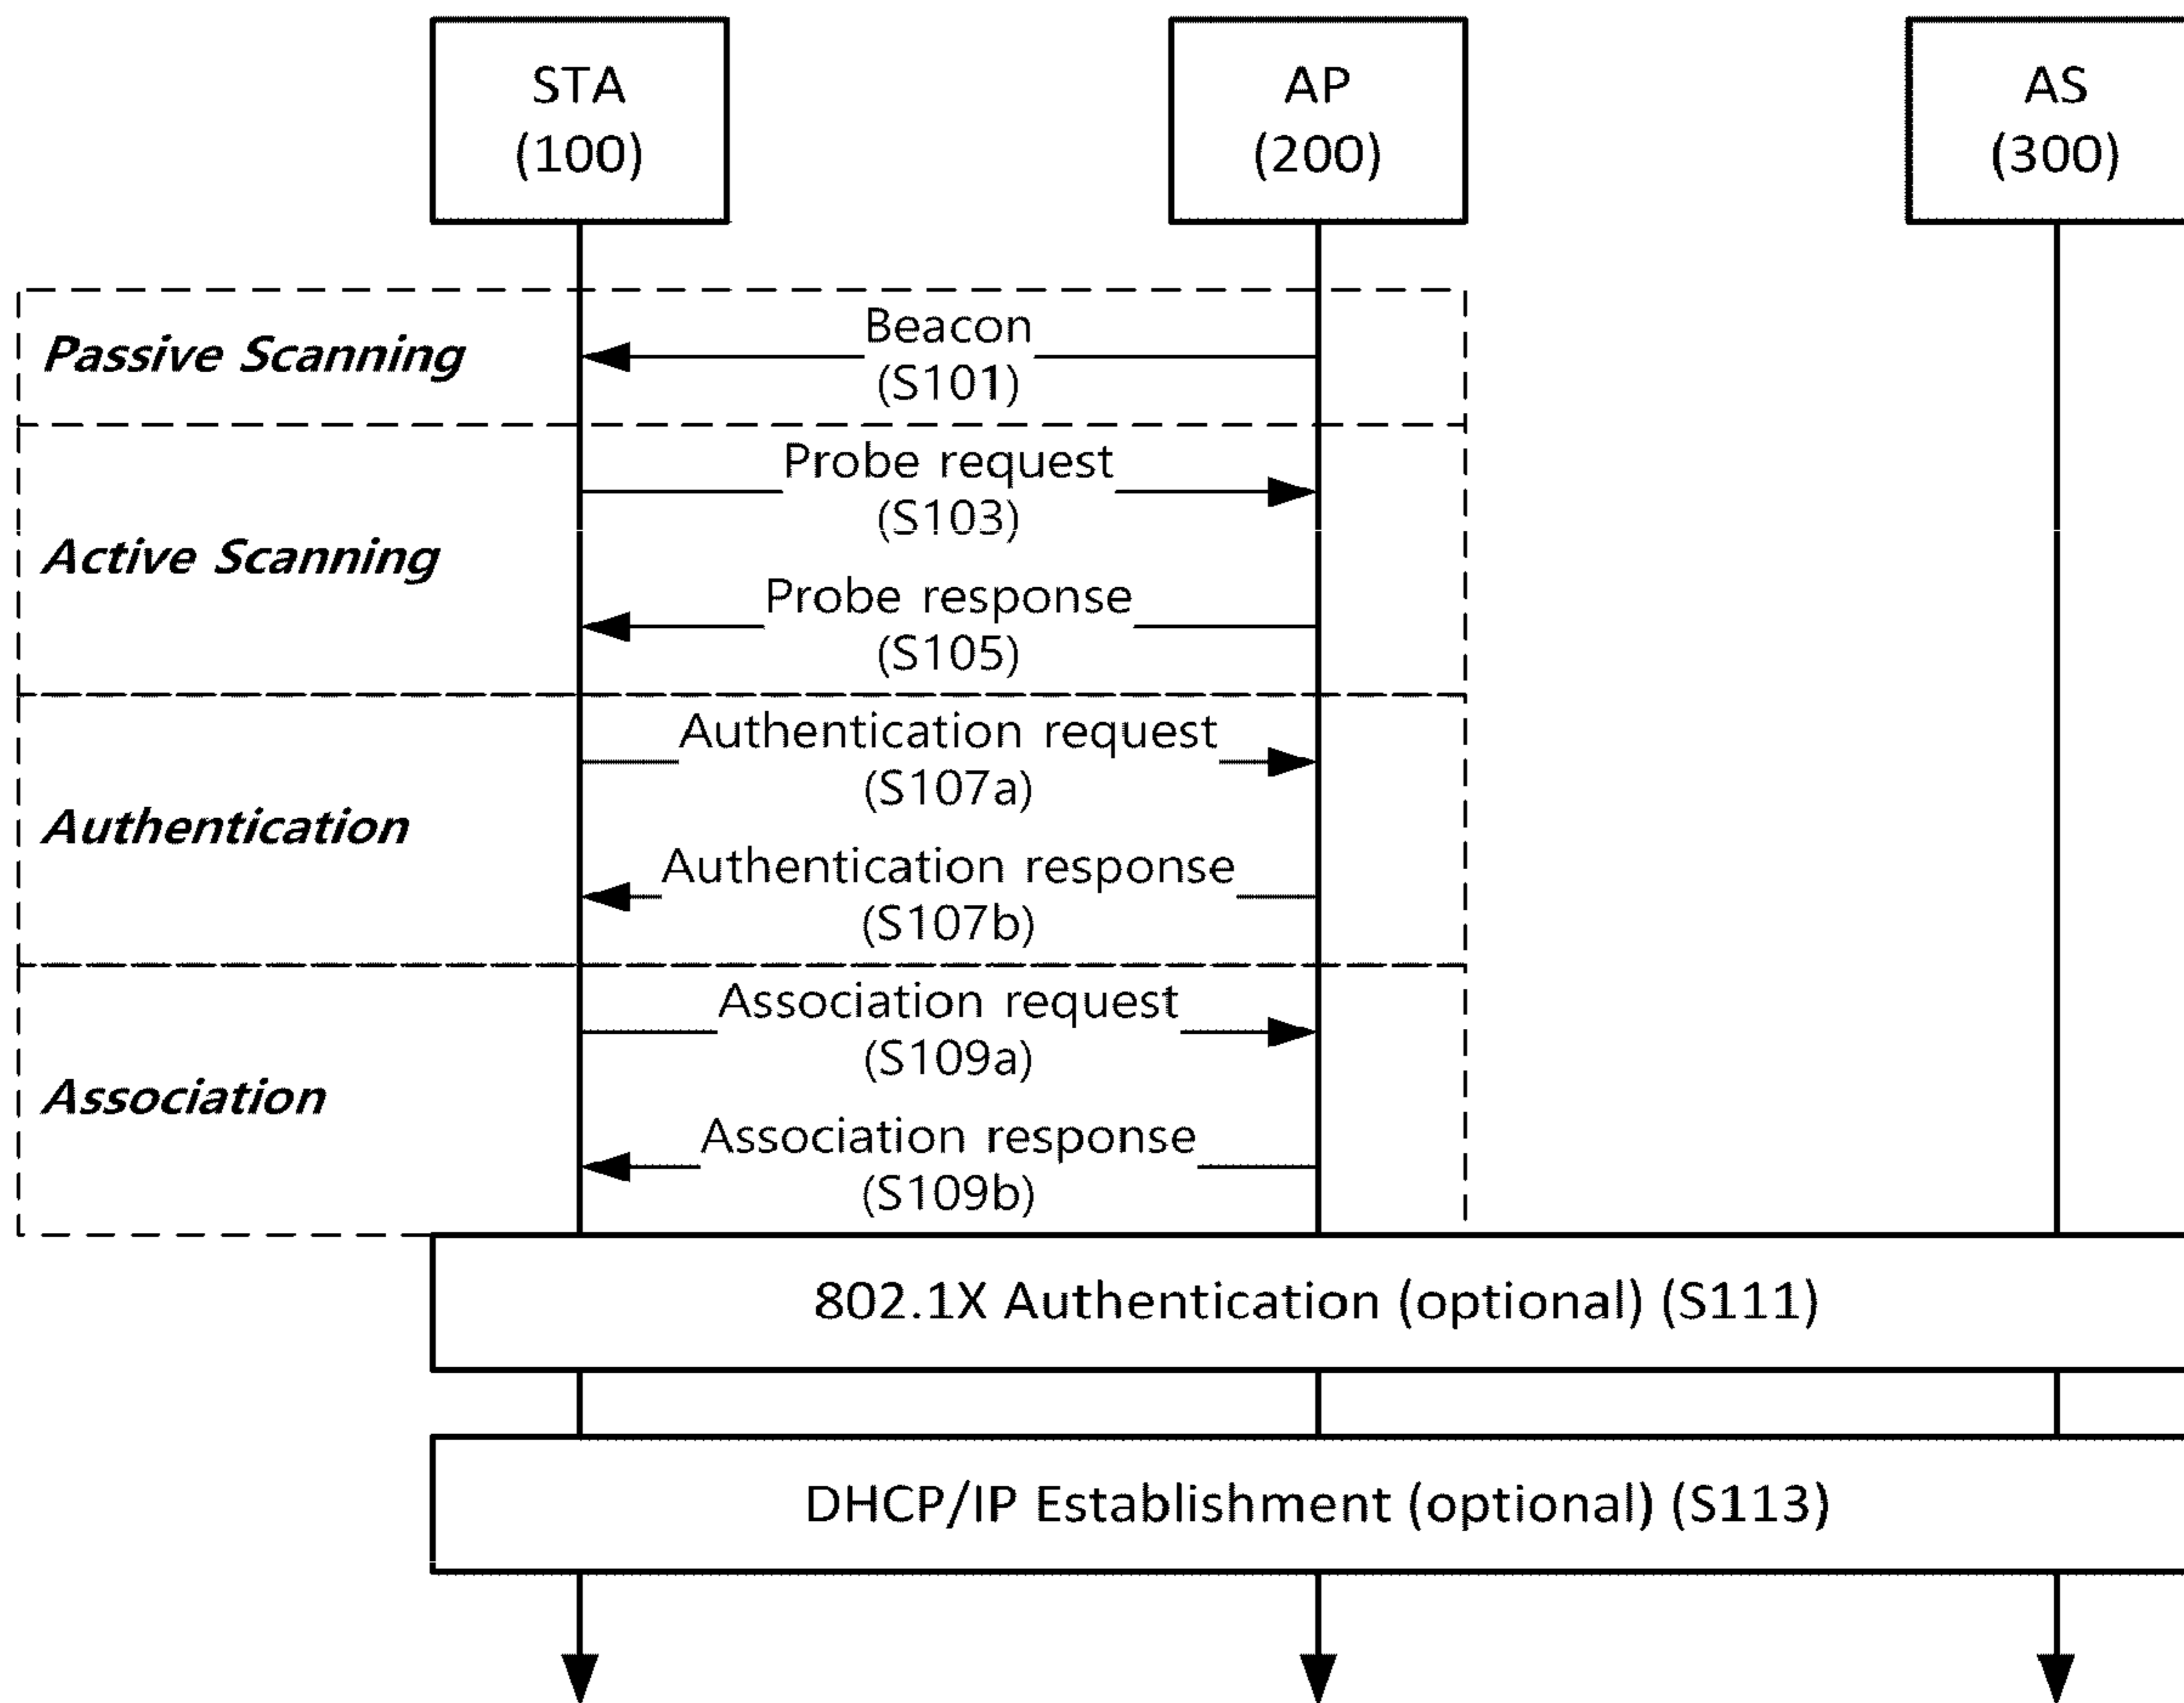 STA
(100)
AP
(200)
AS
(300)
Passive Scanning
Beacon
(S101)
Active Scanning
Probe request
(S103)
Probe response
(S105)
Authentication
Authentication request
(S107a)
Authentication response
(S107b)
Association
Association request
(S109a)
Association response
(S109b)
802.1X Authentication (optional) (S111)
DHCP/IP Establishment (optional) (S113)